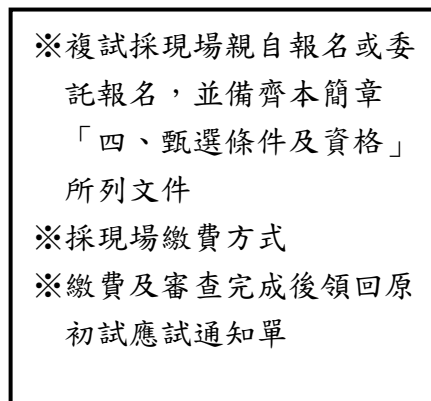 ※複試採現場親自報名或委
託報名，並備齊本簡章
「四、甄選條件及資格」
所列文件
※採現場繳費方式
※繳費及審查完成後領回原
初試應試通知單